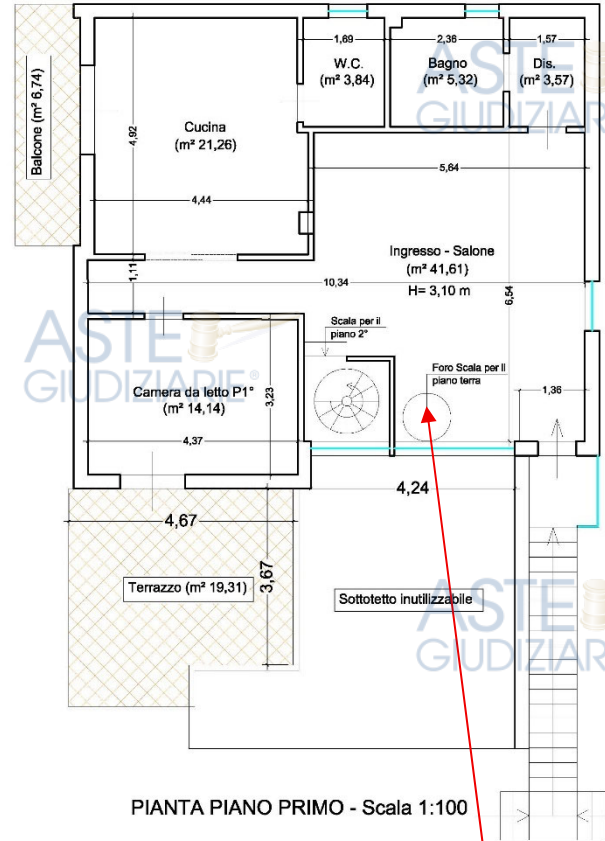 1,69
W.C.
(m² 3,84)
2,36
Bagno
(m² 5,32)
1,57
Dis.
(m² 3,57)
ASTE
GIUDIZIAR
Balcone (m² 6,74)
4,92
Cucina
(m² 21,26)
4,44
5,64
Ingresso - Salone
(m² 41,61)
H= 3,10 m
1,11
10,34
6,54
Scala per il
piano 2°
Foro Scala per il
piano terra
ASTE
GIUDIZIARIE®
Camera da letto P1°
(m² 14,14)
3,23
4,37
1,36
4,24
4,67
3,67
Terrazzo (m² 19,31)
Sottotetto inutilizzabile
ASTE
GIUDIZIAR
PIANTA PIANO PRIMO - Scala 1:100